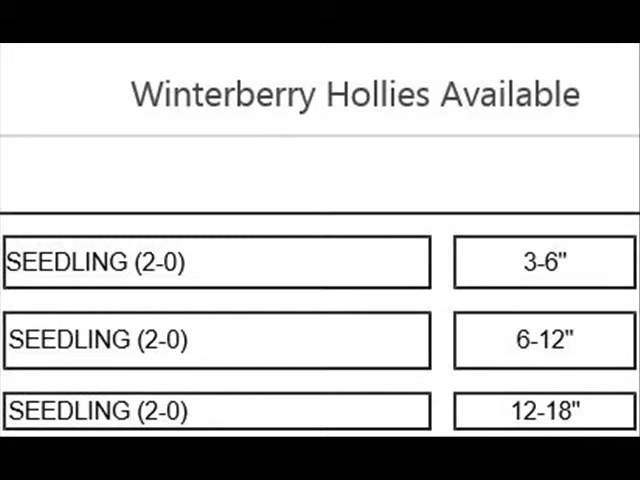 Winterberry Hollies Available
SEEDLING (2-0) 3-6"
SEEDLING (2-0) 6-12"
SEEDLING (2-0) 12-18"